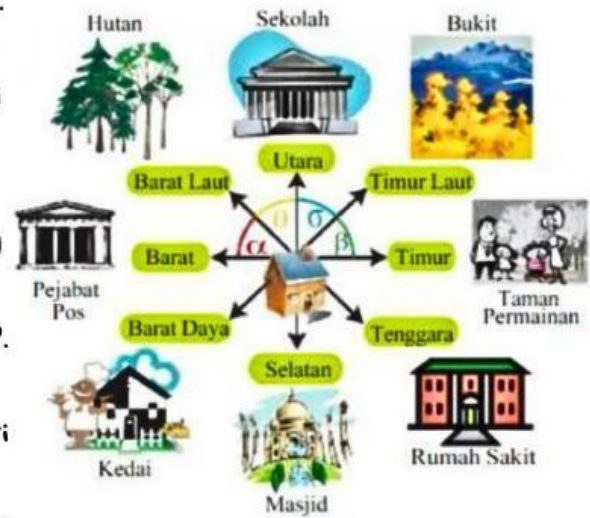 Hutan
Sekolah
Bukit
Utara
Barat Laut
Timur Laut
θ
σ
α
β
Barat
Timur
Pejabat
Pos
Taman
Permainan
Barat Daya
Tenggara
Selatan
Kedai
Rumah Sakit
Masjid